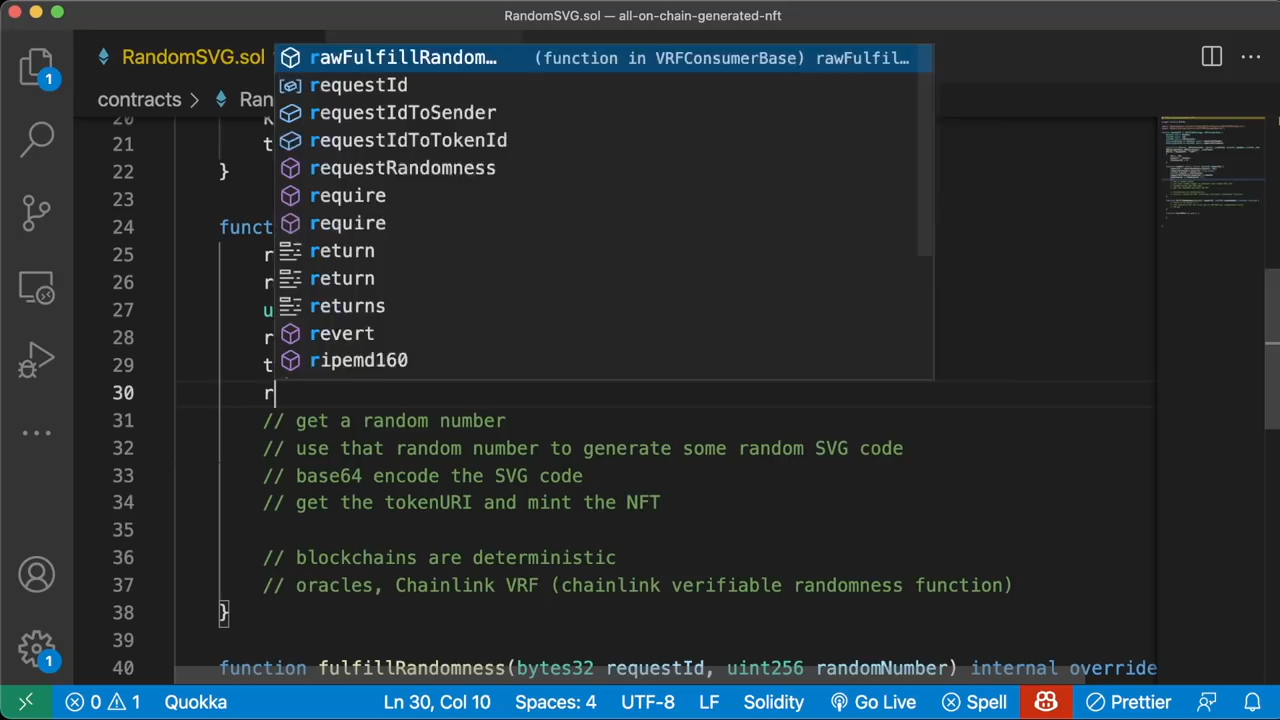 RandomSVG.sol — all-on-chain-generated-nft
RandomSVG.sol
rawFulfillRandom… (function in VRFConsumerBase) rawFulfil…
1
requestId
contracts > Ran
requestIdToSender
20
requestIdToTokenId
21 t
requestRandomness
22 }
require
23
require
24 funct
return
25 r
return
26 r
returns
27 u
revert
28 r
ripemd160
29 t
30 r
31 // get a random number
32 // use that random number to generate some random SVG code
33 // base64 encode the SVG code
34 // get the tokenURI and mint the NFT
35
36 // blockchains are deterministic
37 // oracles, Chainlink VRF (chainlink verifiable randomness function)
38 }
39
40 function fulfillRandomness(bytes32 requestId, uint256 randomNumber) internal override
1
0 1 Quokka Ln 30, Col 10 Spaces: 4 UTF-8 LF Solidity Go Live Spell Prettier